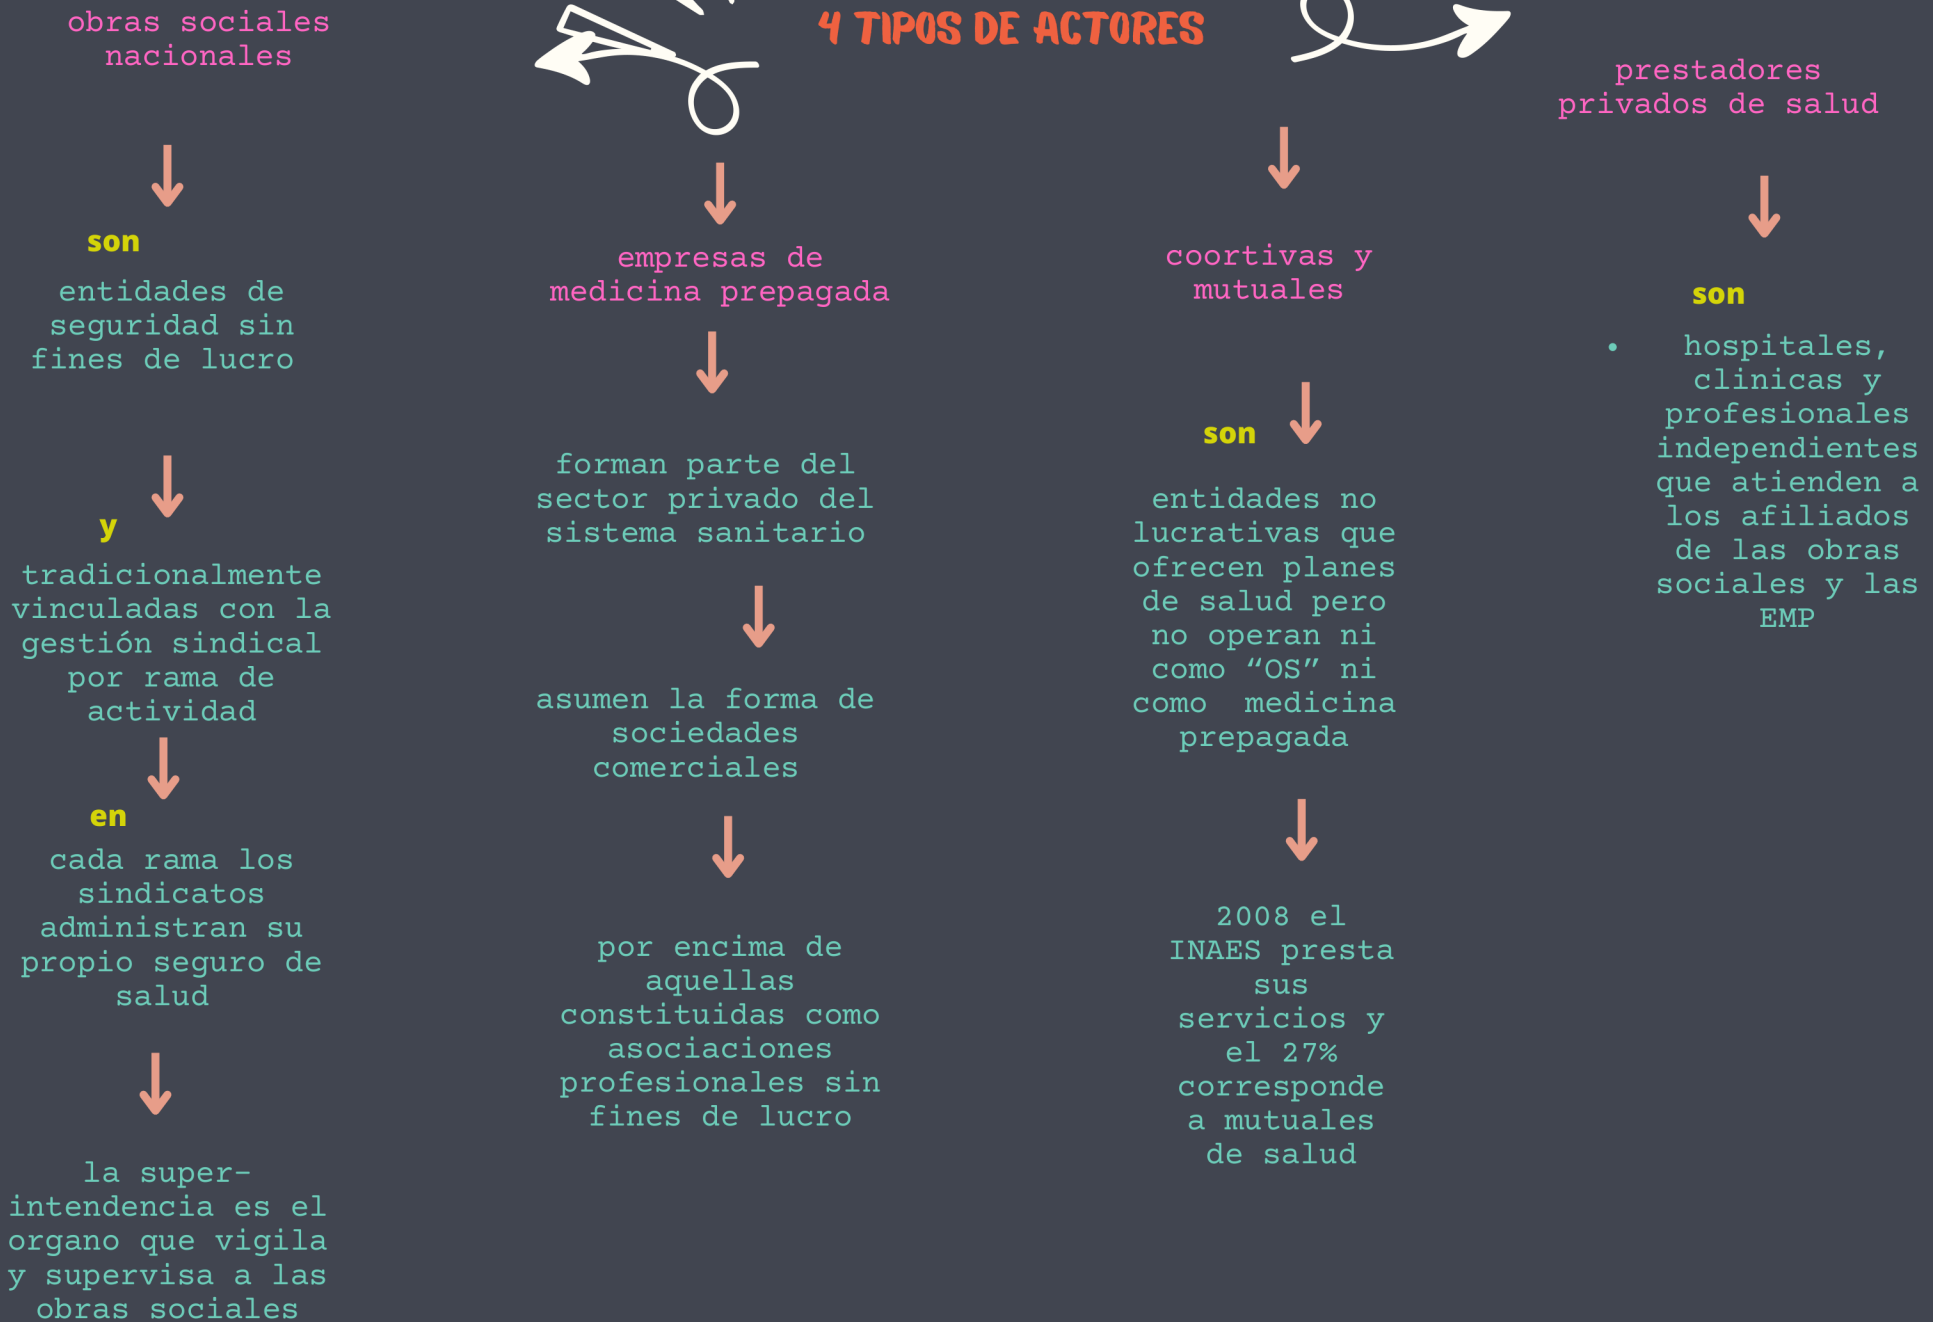 4 TIPOS DE ACTORES
obras sociales
nacionales
son
entidades de
seguridad sin
fines de lucro
y
tradicionalmente
vinculadas con la
gestión sindical
por rama de
actividad
en
cada rama los
sindicatos
administran su
propio seguro de
salud
la super-
intendencia es el
organo que vigila
y supervisa a las
obras sociales
empresas de
medicina prepagada
forman parte del
sector privado del
sistema sanitario
asumen la forma de
sociedades
comerciales
por encima de
aquellas
constituidas como
asociaciones
profesionales sin
fines de lucro
coortivas y
mutuales
son
entidades no
lucrativas que
ofrecen planes
de salud pero
no operan ni
como “OS” ni
como  medicina
prepagada
2008 el
INAES presta
sus
servicios y
el 27%
corresponde
a mutuales
de salud
prestadores
privados de salud
son
• hospitales,
clinicas y
profesionales
independientes
que atienden a
los afiliados
de las obras
sociales y las
EMP